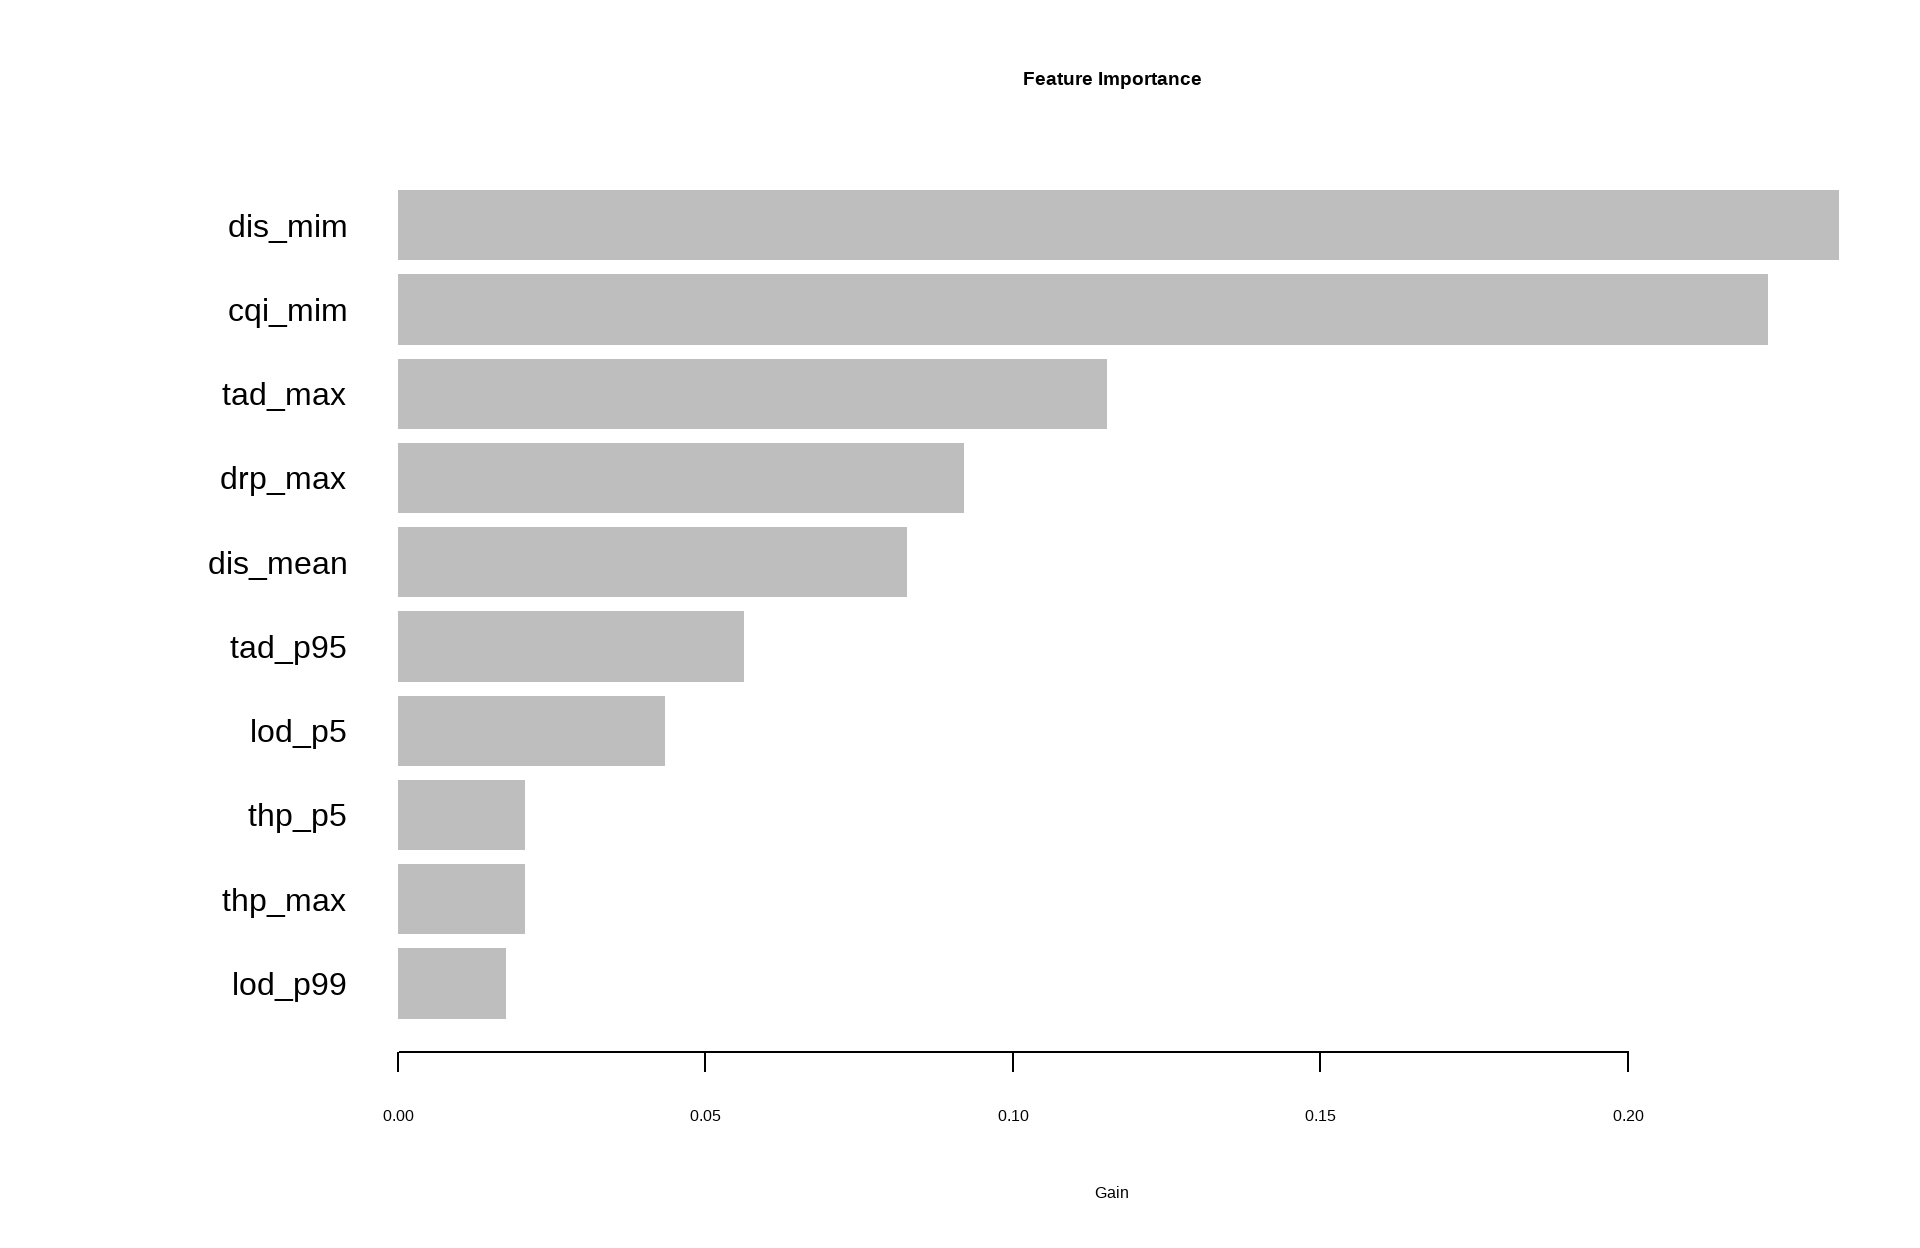 Feature Importance
dis_mim
cqi_mim
tad_max
drp_max
dis_mean
tad_p95
lod_p5
thp_p5
thp_max
lod_p99
0.00 0.05 0.10 0.15 0.20
Gain